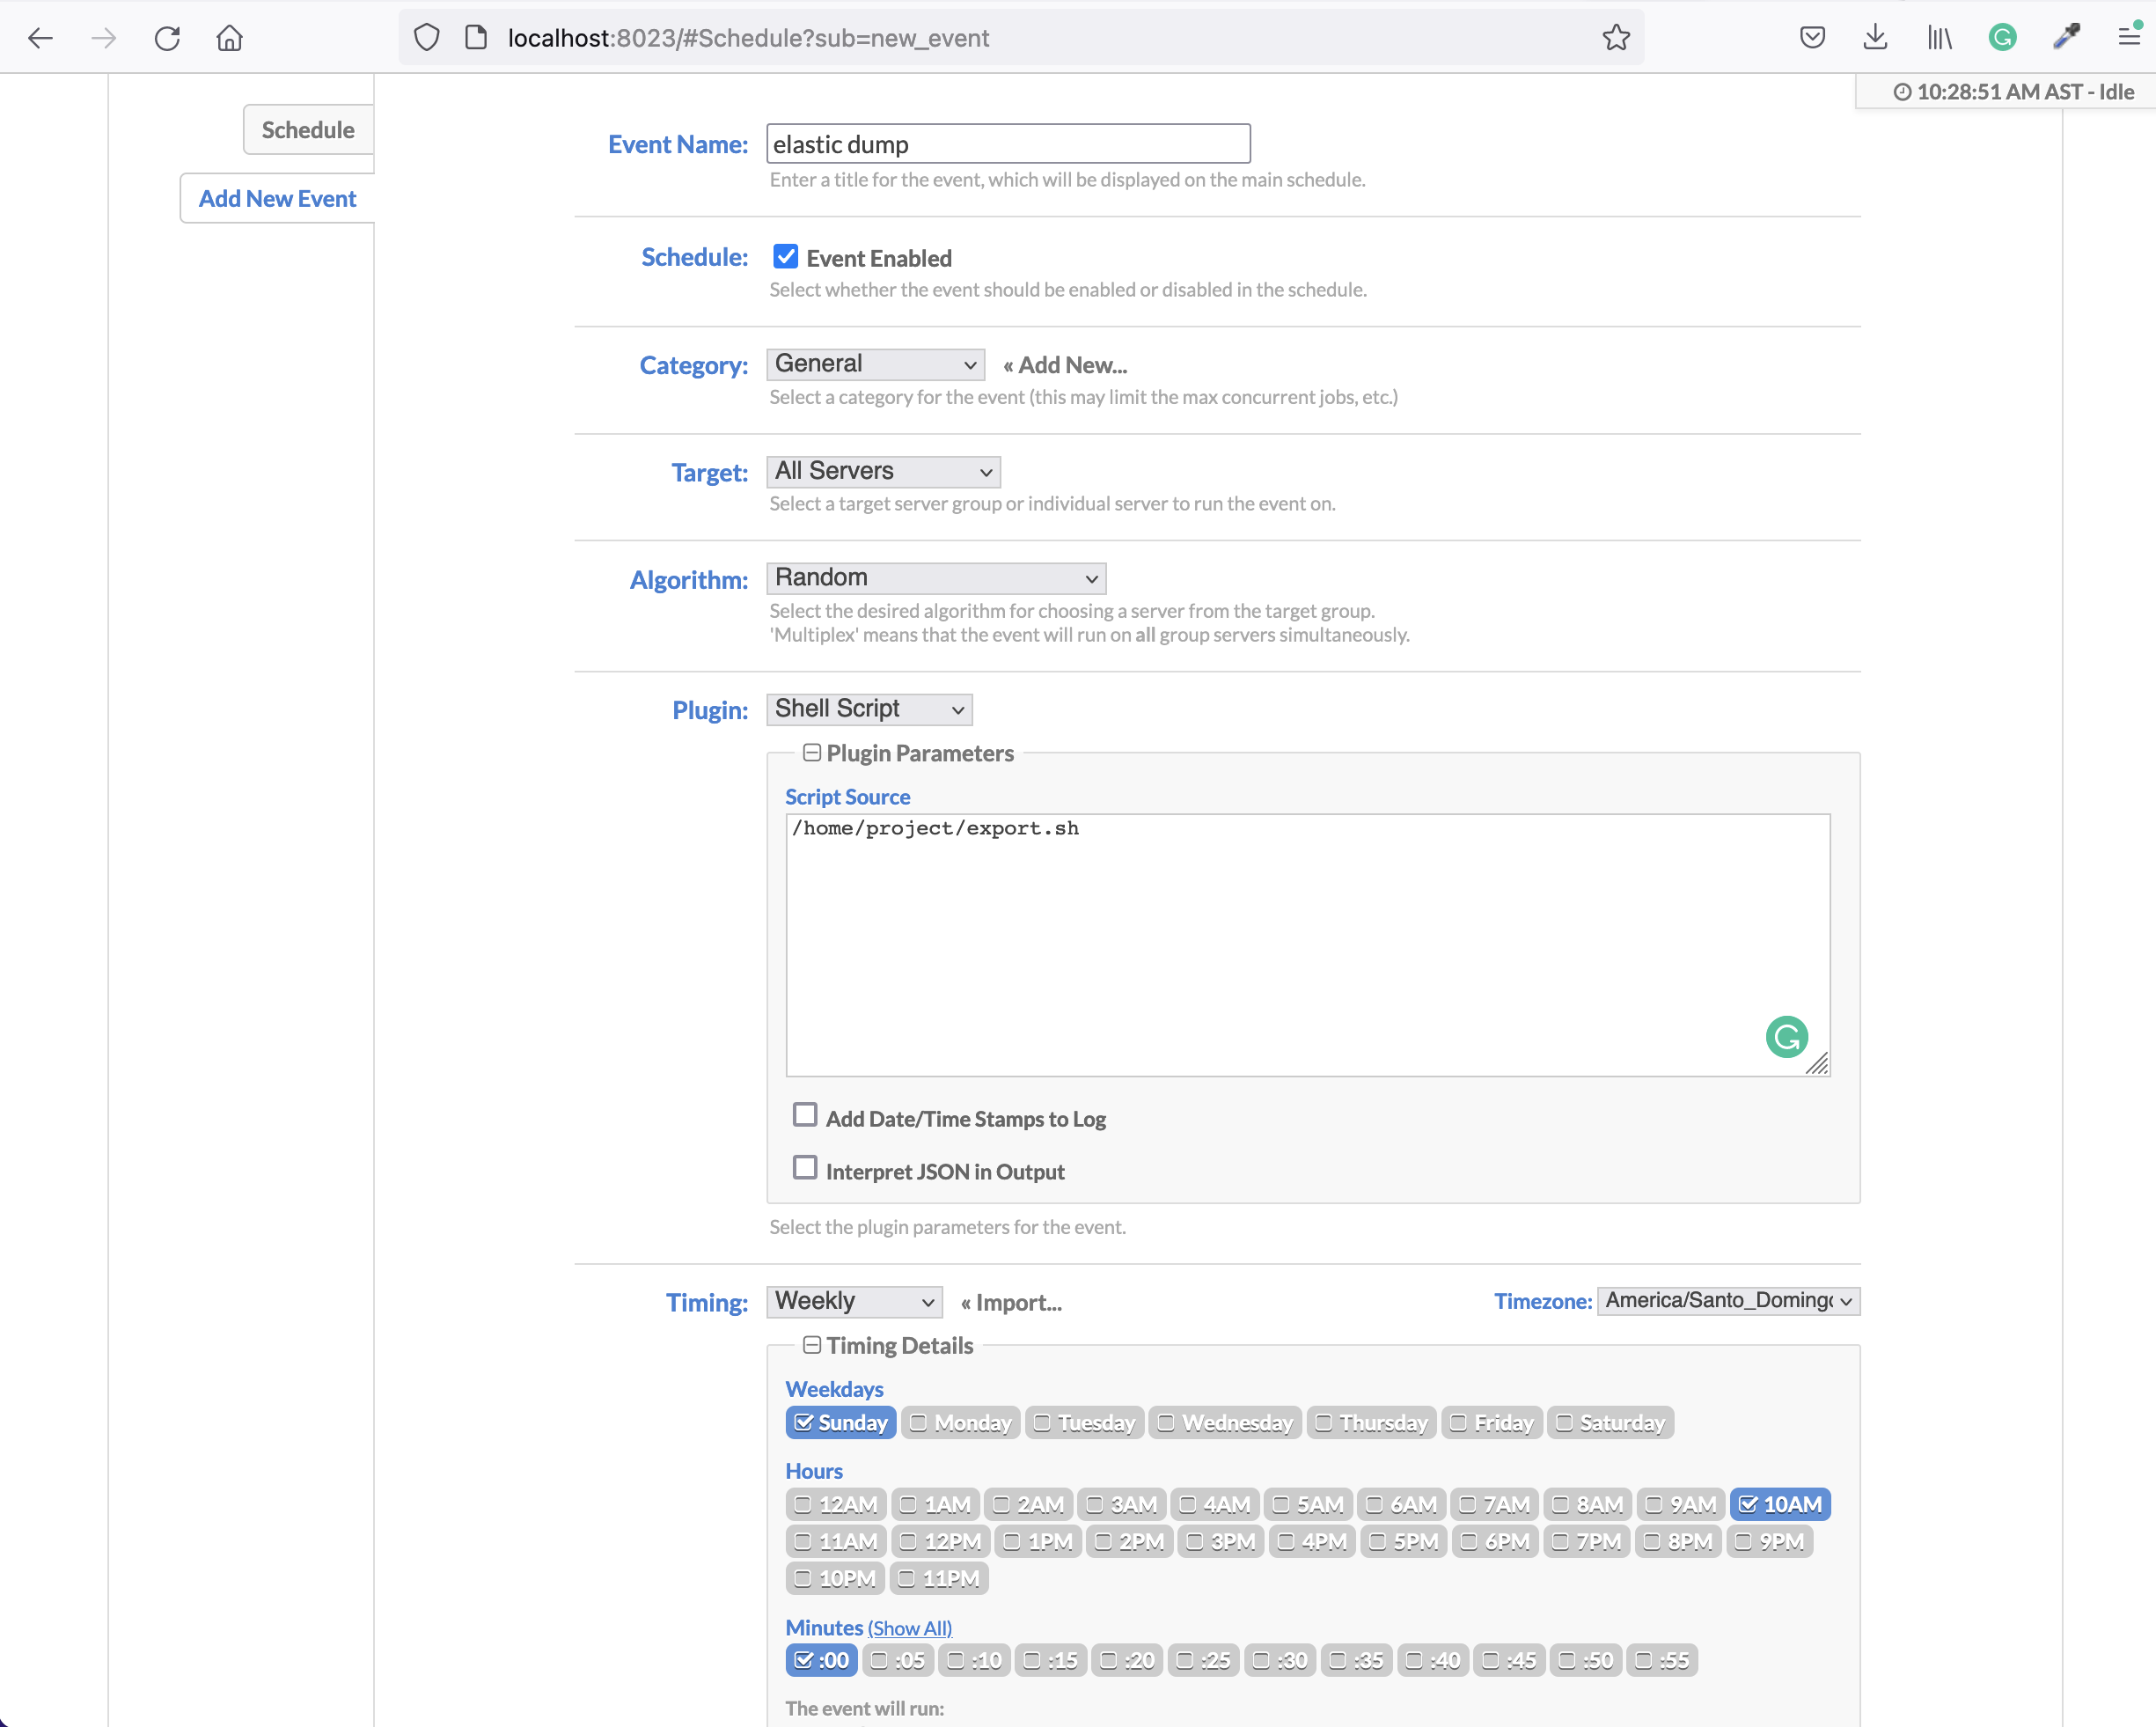 localhost:8023/#Schedule?sub=new_event
10:28:51 AM AST - Idle
Schedule
Add New Event
Event Name: elastic dump
Enter a title for the event, which will be displayed on the main schedule.
Schedule: Event Enabled
Select whether the event should be enabled or disabled in the schedule.
Category: General « Add New...
Select a category for the event (this may limit the max concurrent jobs, etc.)
Target: All Servers
Select a target server group or individual server to run the event on.
Algorithm: Random
Select the desired algorithm for choosing a server from the target group.
'Multiplex' means that the event will run on all group servers simultaneously.
Plugin: Shell Script
Plugin Parameters
Script Source
/home/project/export.sh
Add Date/Time Stamps to Log
Interpret JSON in Output
Select the plugin parameters for the event.
Timing: Weekly « Import... Timezone: America/Santo_Domingo
Timing Details
Weekdays
Sunday Monday Tuesday Wednesday Thursday Friday Saturday
Hours
12AM 1AM 2AM 3AM 4AM 5AM 6AM 7AM 8AM 9AM 10AM
11AM 12PM 1PM 2PM 3PM 4PM 5PM 6PM 7PM 8PM 9PM
10PM 11PM
Minutes (Show All)
:00 :05 :10 :15 :20 :25 :30 :35 :40 :45 :50 :55
The event will run: